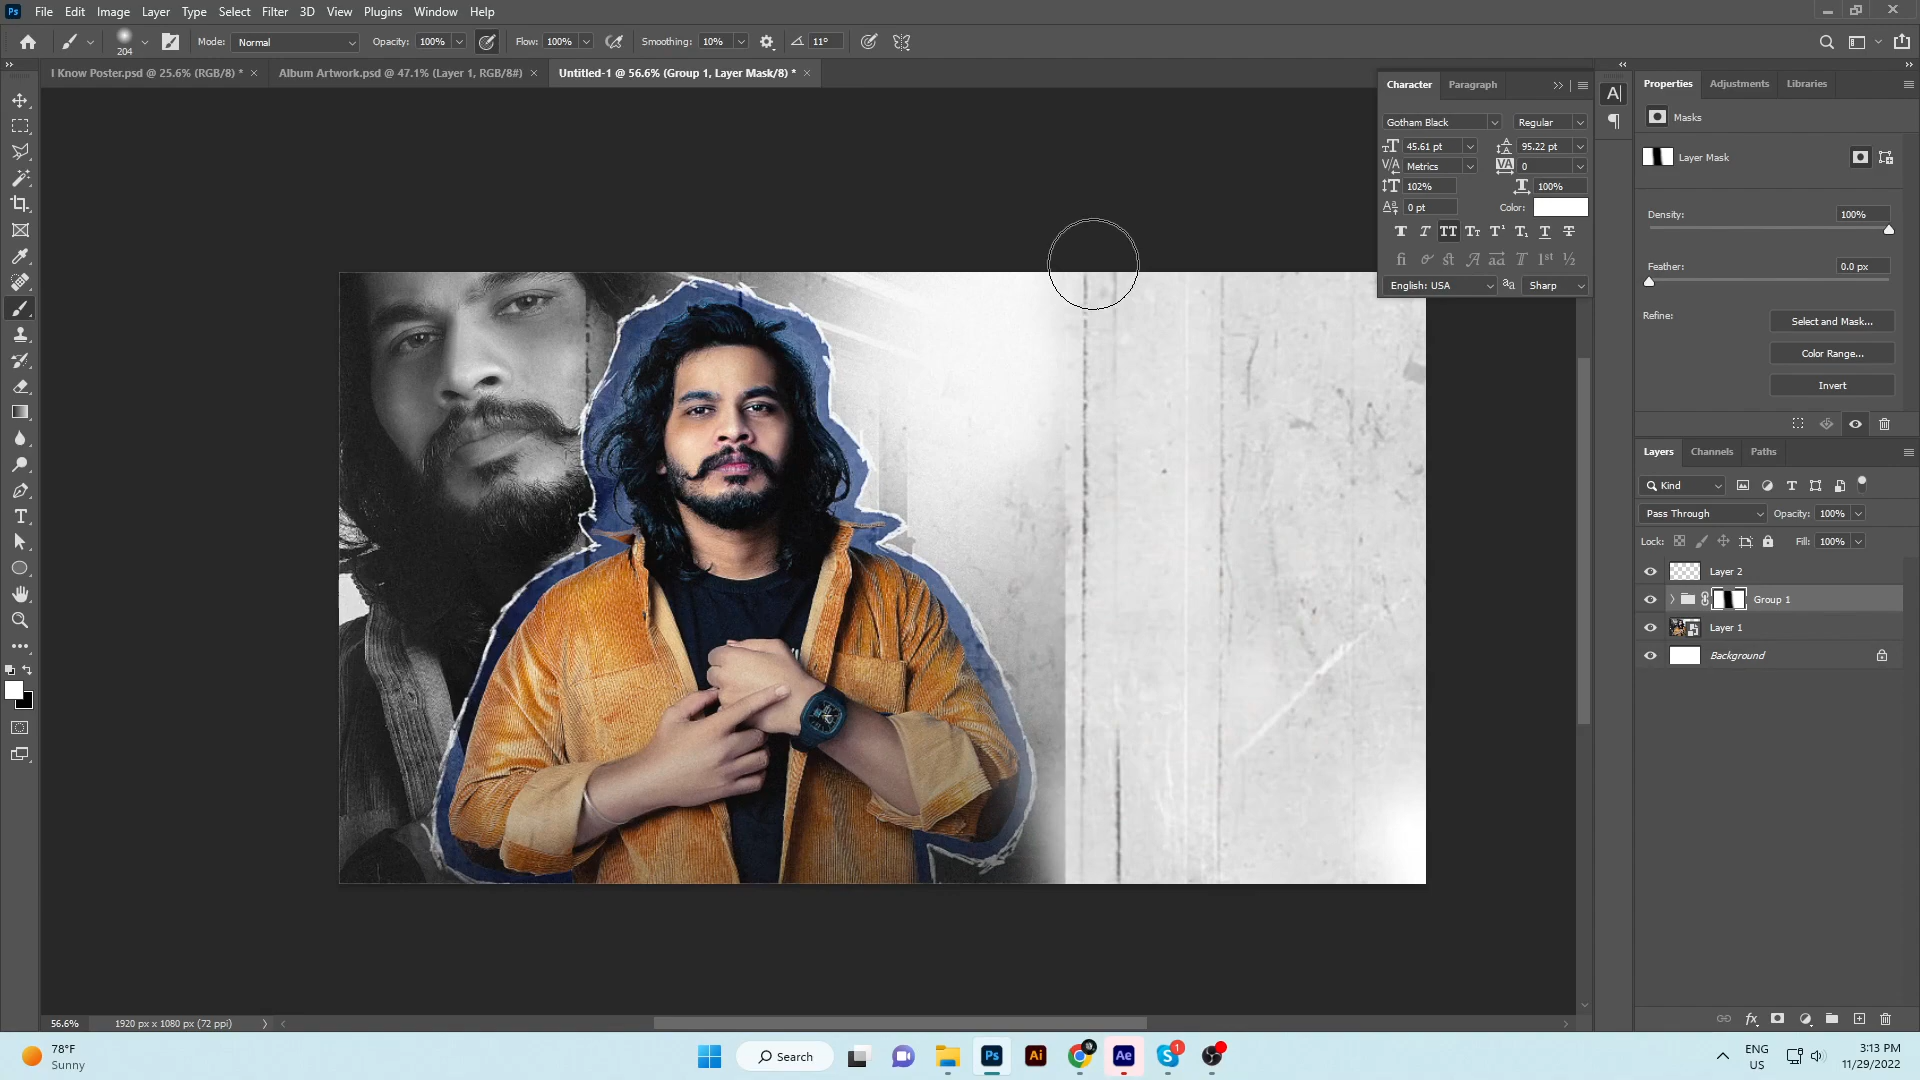 Ps File Edit Image Layer Type Select Filter 3D View Plugins Window Help
204 Mode: Normal Opacity: 100% Flow: 100% Smoothing: 10% 11°
I Know Poster.psd @ 25.6% (RGB/8) * Album Artwork.psd @ 47.1% (Layer 1, RGB/8#) Untitled-1 @ 56.6% (Group 1, Layer Mask/8) *
Character Paragraph
Gotham Black Regular
45.61 pt 95.22 pt
Metrics 0
102% 100%
0 pt Color:
English: USA Sharp
Properties Adjustments Libraries
Masks
Layer Mask
Density: 100%
Feather: 0.0 px
Refine: Select and Mask...
Color Range...
Invert
Layers Channels Paths
Kind
Pass Through Opacity: 100%
Lock: Fill: 100%
Layer 2
Group 1
Layer 1
Background
56.6% 1920 px x 1080 px (72 ppi)
78°F
Sunny
Search
Ps Ai Ae S 1
ENG
US
3:13 PM
11/29/2022